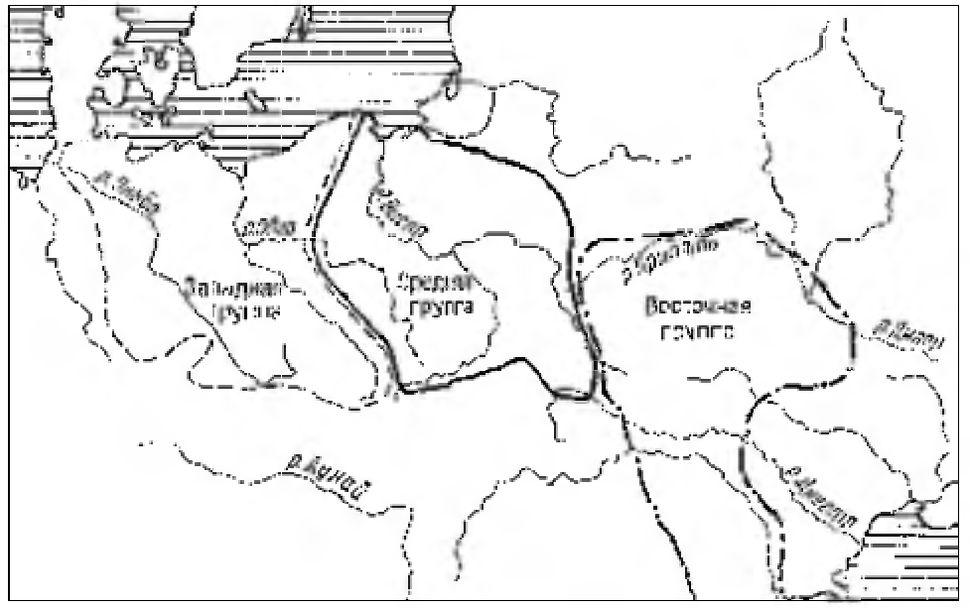 р. Эльба
р. Одер
р. Висла
р. Припять
Западная
группа
Средняя
группа
Восточная
группа
р. Днепр
р. Дунай
р. Днестр